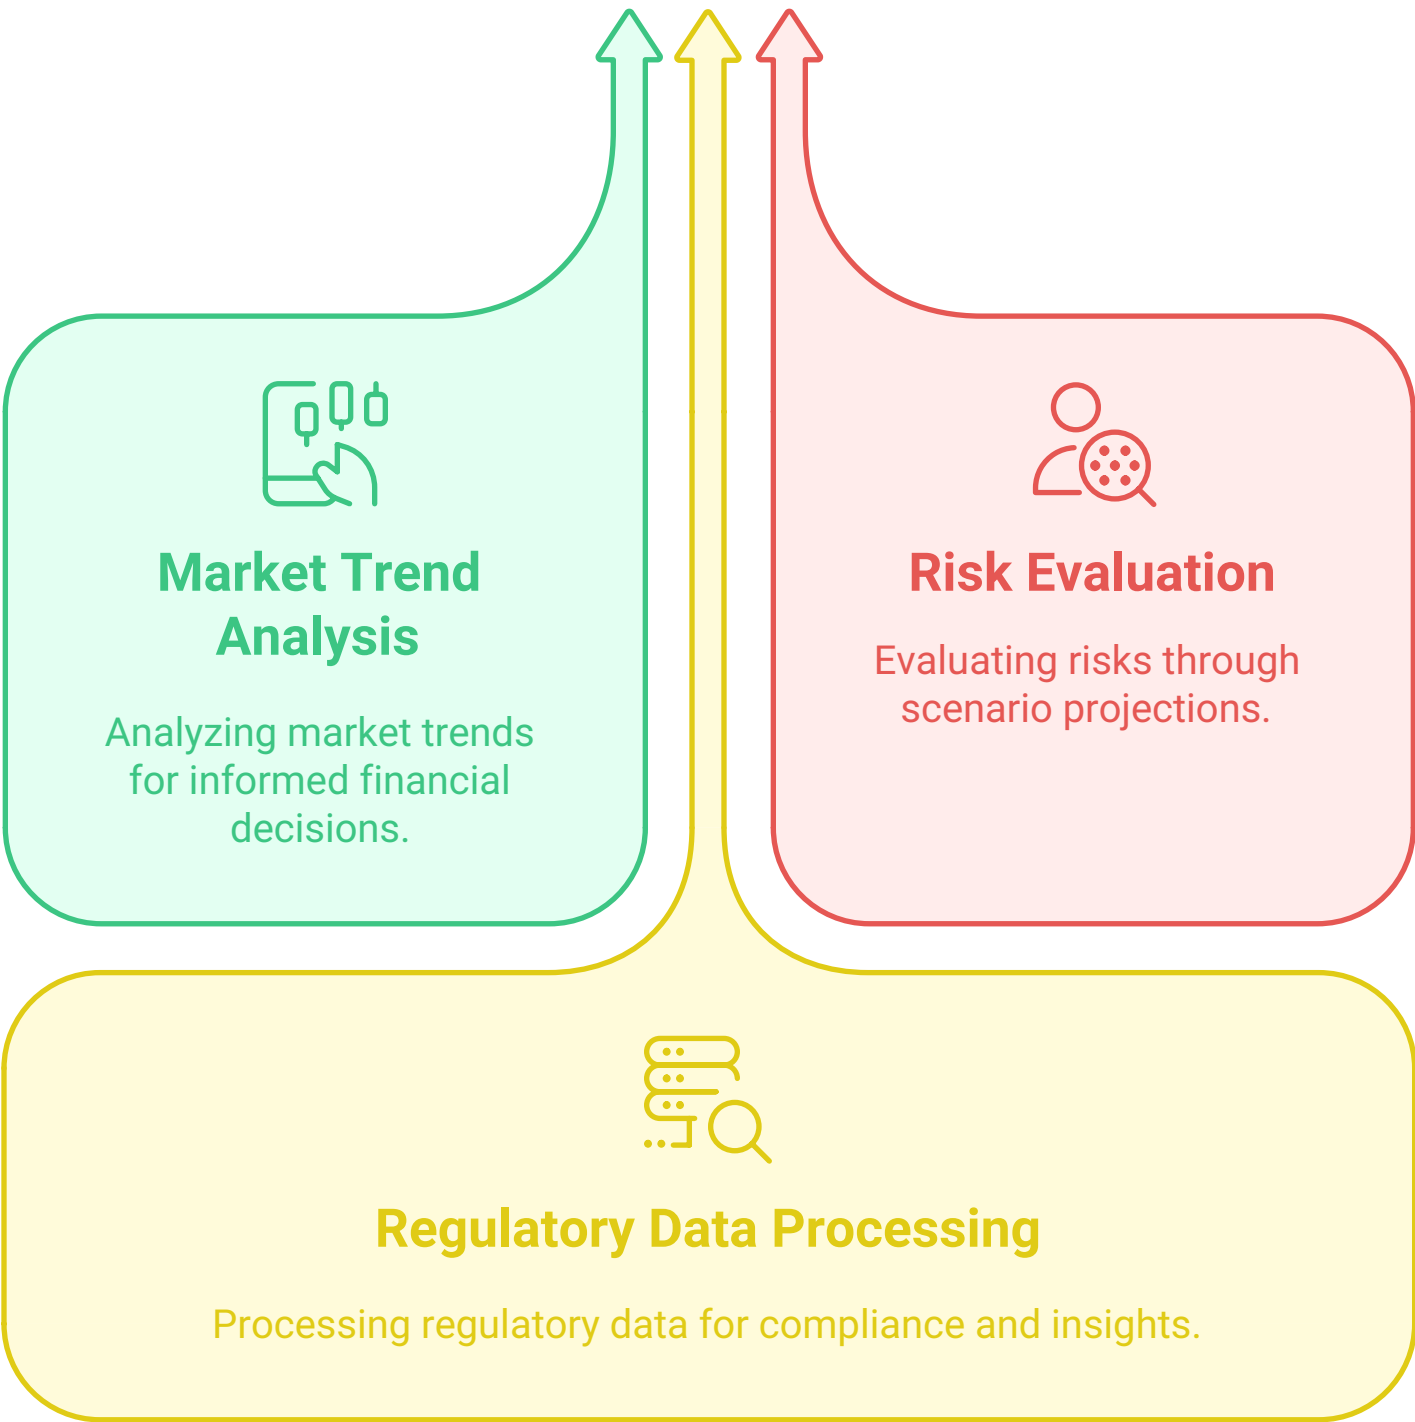 Market Trend
Analysis
Analyzing market trends
for informed financial
decisions.
Risk Evaluation
Evaluating risks through
scenario projections.
Regulatory Data Processing
Processing regulatory data for compliance and insights.